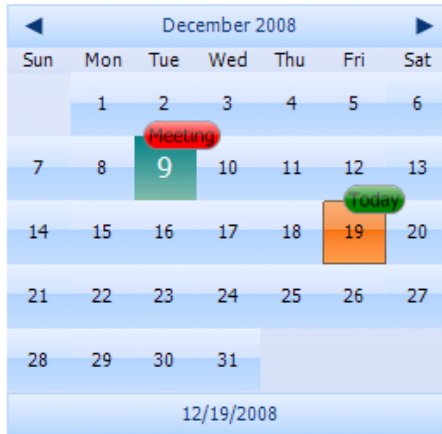 December 2008
Sun Mon Tue Wed Thu Fri Sat
1 2 3 4 5 6
Meeting
7 8 9 10 11 12 13
Today
14 15 16 17 18 19 20
21 22 23 24 25 26 27
28 29 30 31
12/19/2008